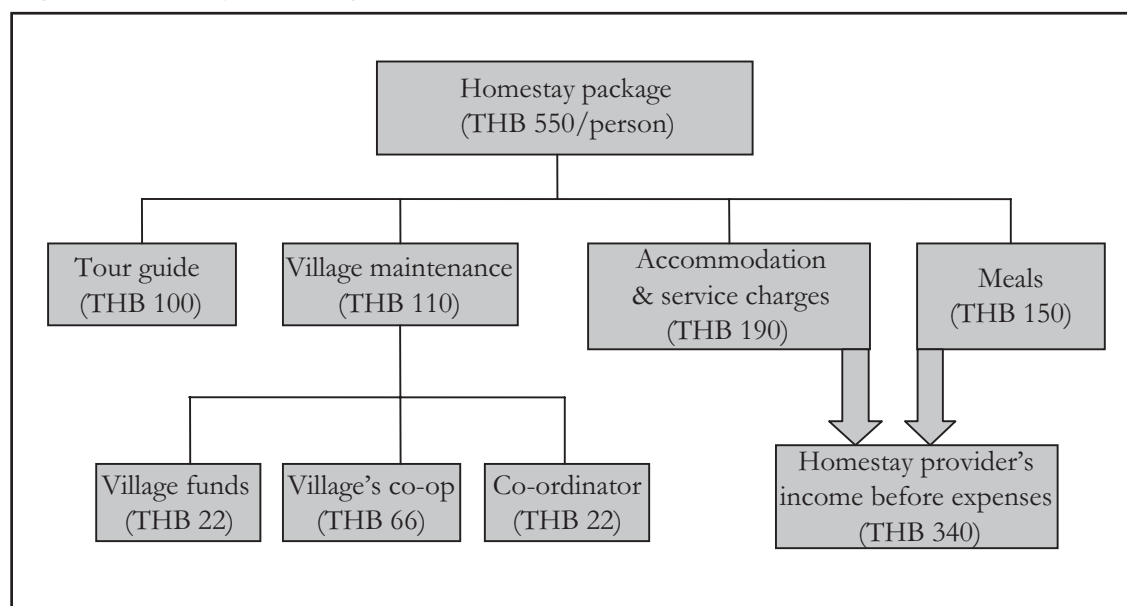 Homestay package
(THB 550/person)
Tour guide
(THB 100)
Village maintenance
(THB 110)
Accommodation
& service charges
(THB 190)
Meals
(THB 150)
Village funds
(THB 22)
Village's co-op
(THB 66)
Co-ordinator
(THB 22)
Homestay provider's
income before expenses
(THB 340)